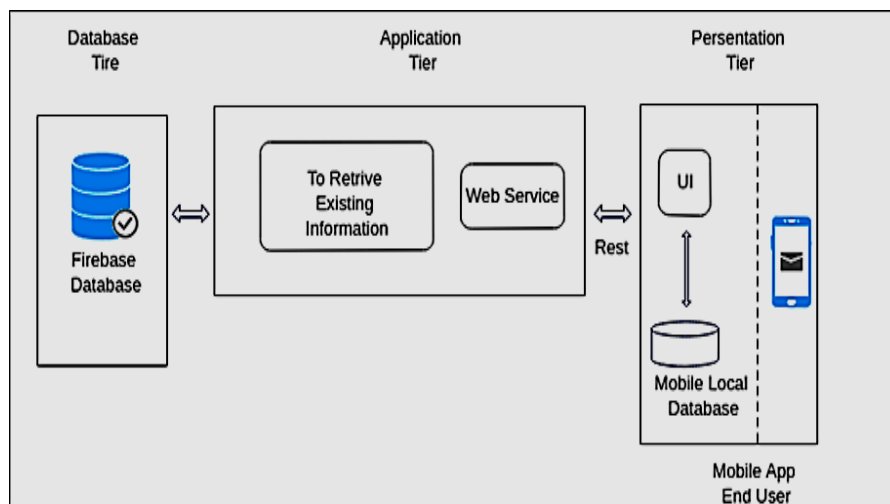 Database
Tire
Application
Tier
Persentation
Tier
Firebase
Database
To Retrive
Existing
Information
Web Service
Rest
UI
Mobile Local
Database
Mobile App
End User